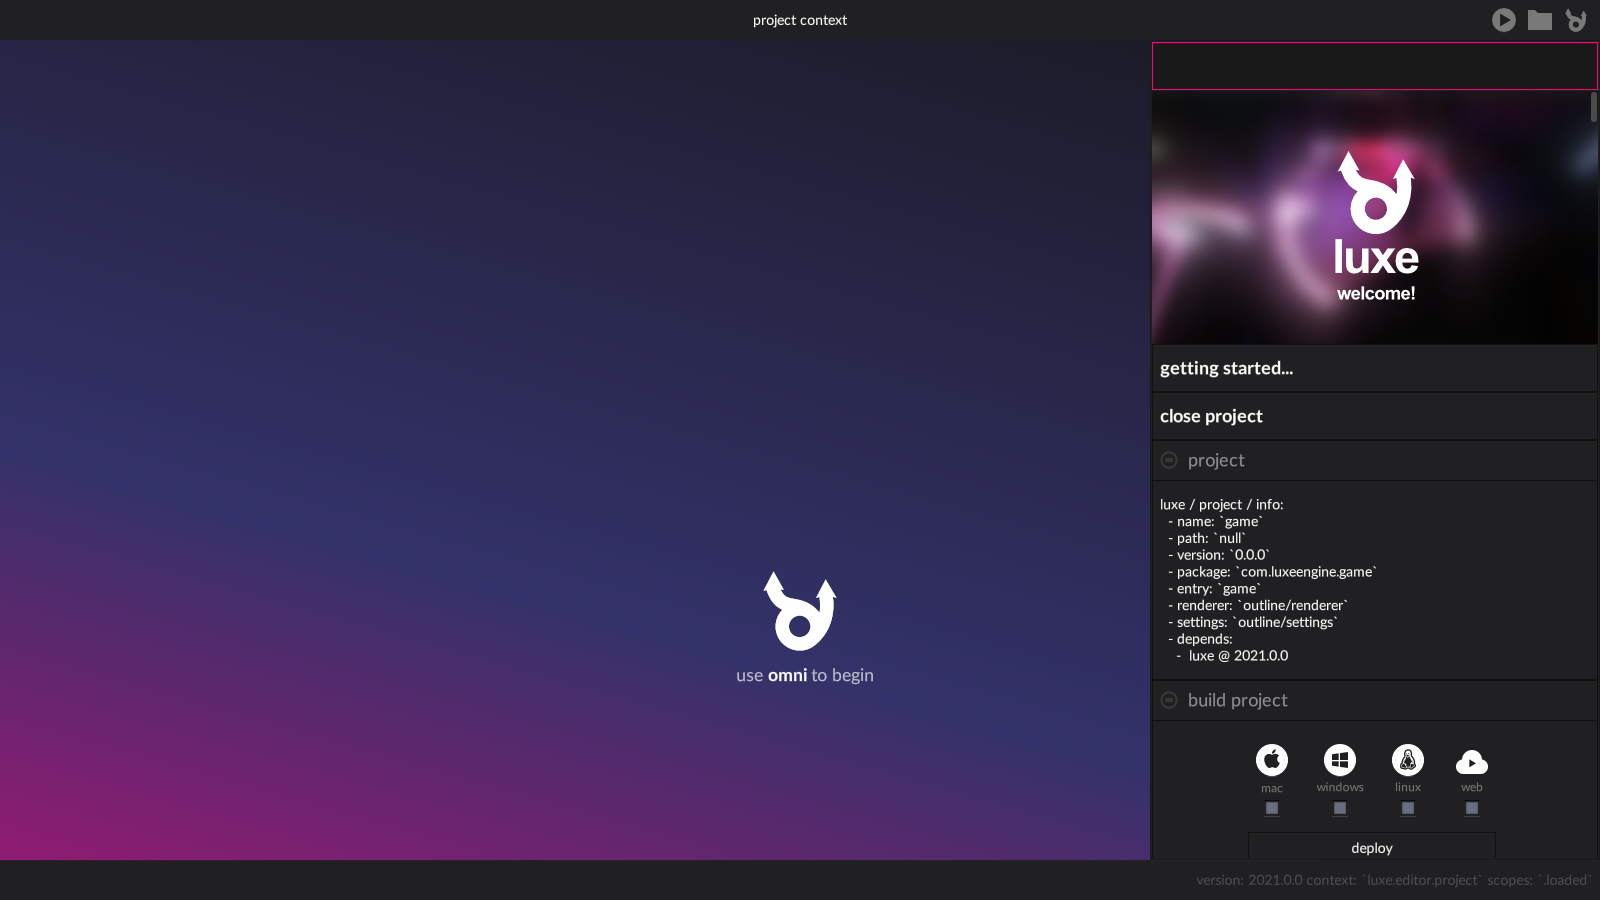 project context
luxe
welcome!
getting started...
close project
project
luxe / project / info:
- name: `game`
- path: `null`
- version: `0.0.0`
- package: `com.luxeengine.game`
- entry: `game`
- renderer: `outline/renderer`
- settings: `outline/settings`
- depends:
- luxe @ 2021.0.0
use omni to begin
build project
mac windows linux web
deploy
version: 2021.0.0 context: `luxe.editor.project` scopes: `.loaded`